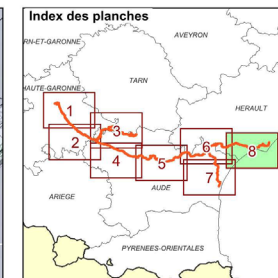 Index des planches
AVEYRON
RN-ET-GARONNE
TARN
HAUTE-GARONNE
HERAULT
1
3
2
6
8
4
5
7
AUDE
ARIEGE
PYRENEES-ORIENTALES